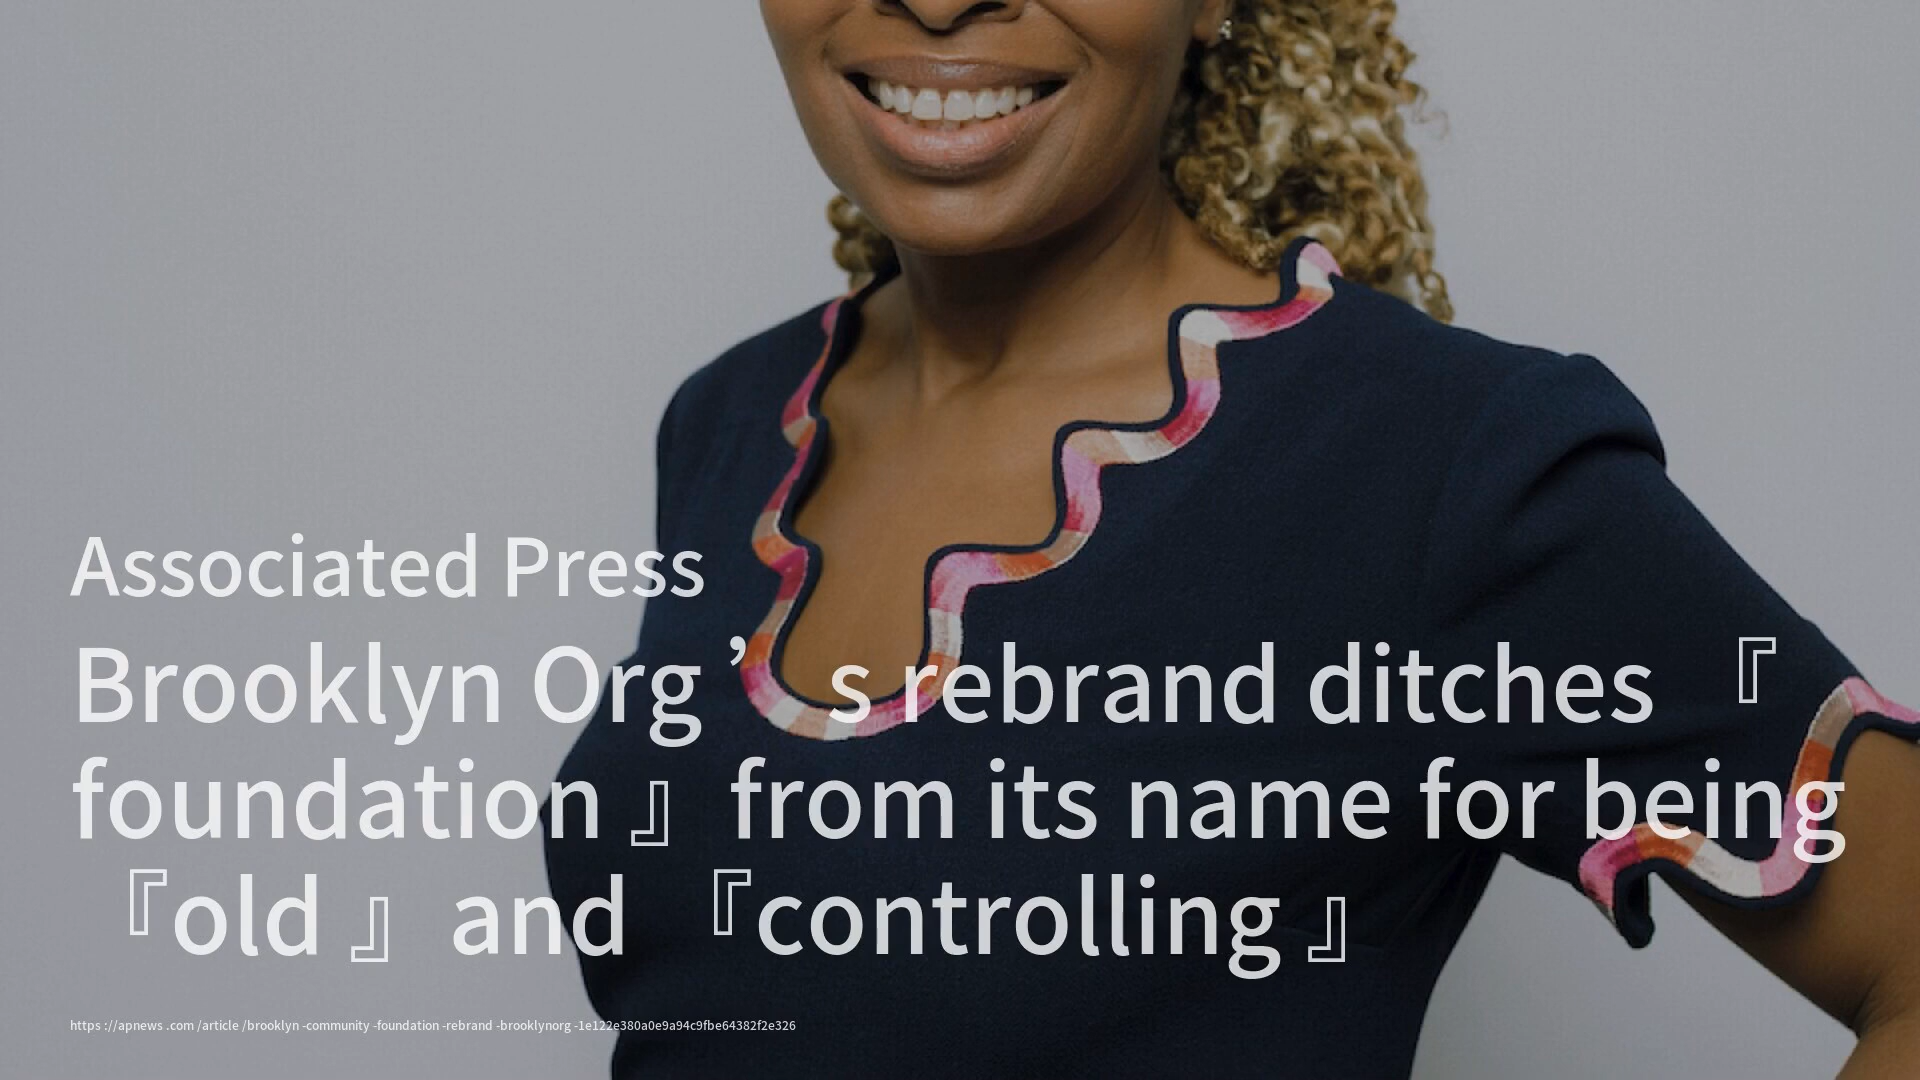 Associated Press
Brooklyn Org’s rebrand ditches『
foundation』from its name for being
『old』and『controlling』
https://apnews.com/article/brooklyn-community-foundation-rebrand-brooklynorg-1e122e380a0e9a94c9fbe64382f2e326